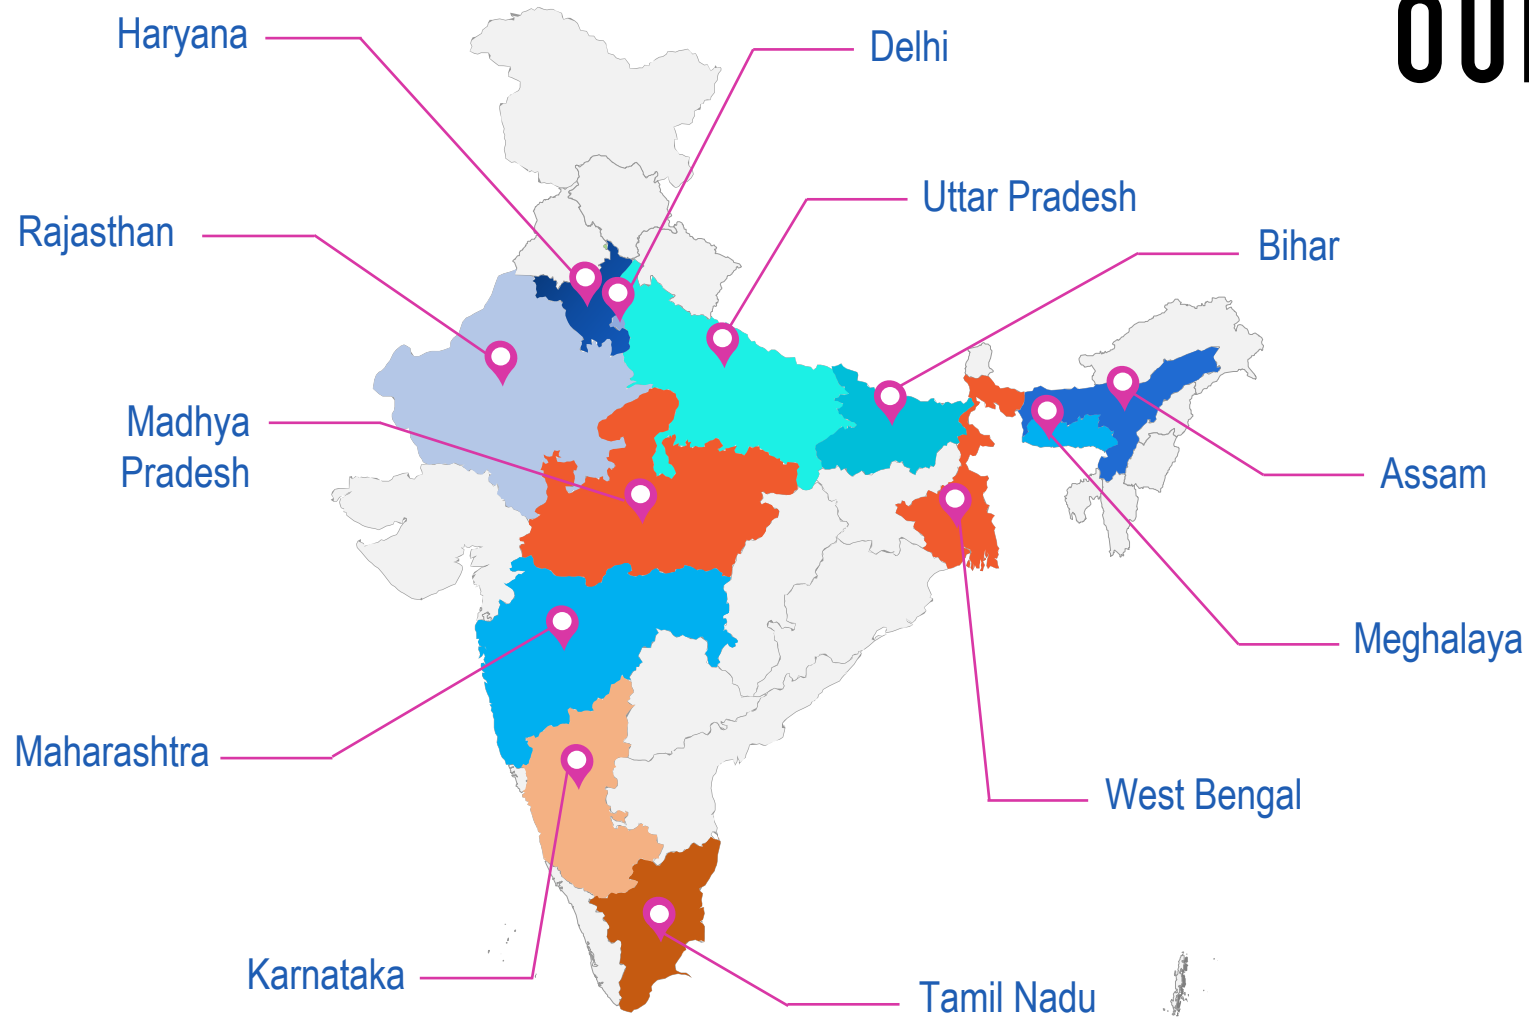 Haryana
Delhi
Uttar Pradesh
Rajasthan
Bihar
Madhya
Pradesh
Assam
Meghalaya
Maharashtra
West Bengal
Karnataka
Tamil Nadu